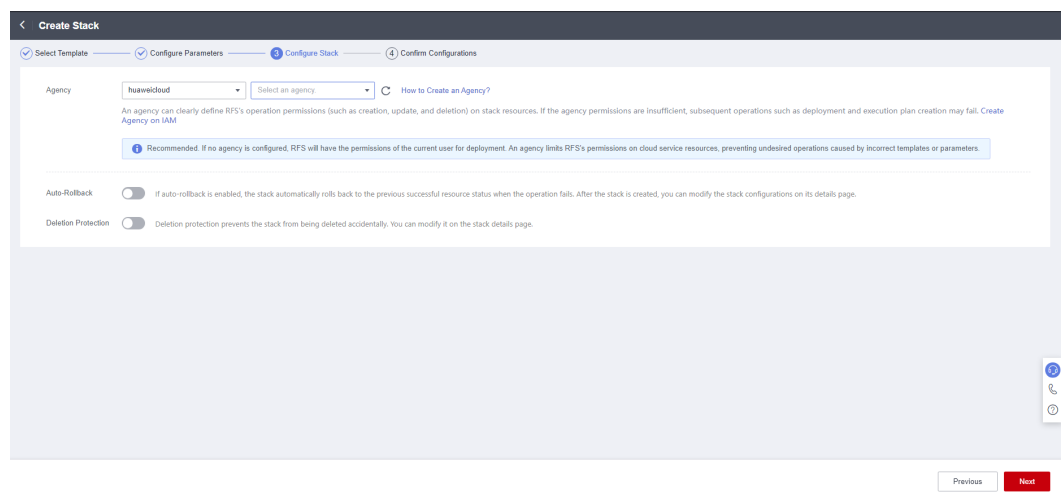 Create Stack
Select Template
Configure Parameters
3 Configure Stack
4 Confirm Configurations
Agency
huaweicloud
Select an agency.
How to Create an Agency?
An agency can clearly define RFS's operation permissions (such as creation, update, and deletion) on stack resources. If the agency permissions are insufficient, subsequent operations such as deployment and execution plan creation may fail. Create
Agency on IAM
Recommended. If no agency is configured, RFS will have the permissions of the current user for deployment. An agency limits RFS's permissions on cloud service resources, preventing undesired operations caused by incorrect templates or parameters.
Auto-Rollback
If auto-rollback is enabled, the stack automatically rolls back to the previous successful resource status when the operation fails. After the stack is created, you can modify the stack configurations on its details page.
Deletion Protection
Deletion protection prevents the stack from being deleted accidentally. You can modify it on the stack details page.
Previous
Next